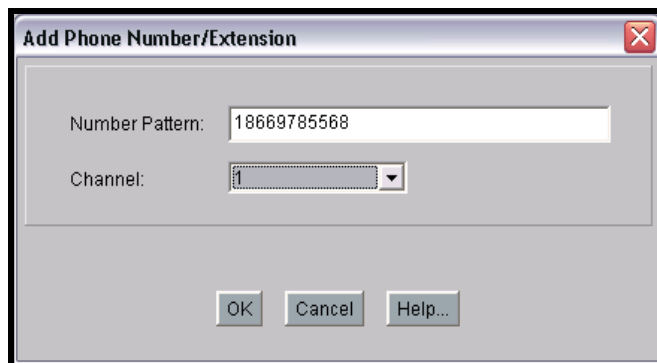 Add Phone Number/Extension
Number Pattern: 18669785568
Channel: 1
OK Cancel Help...